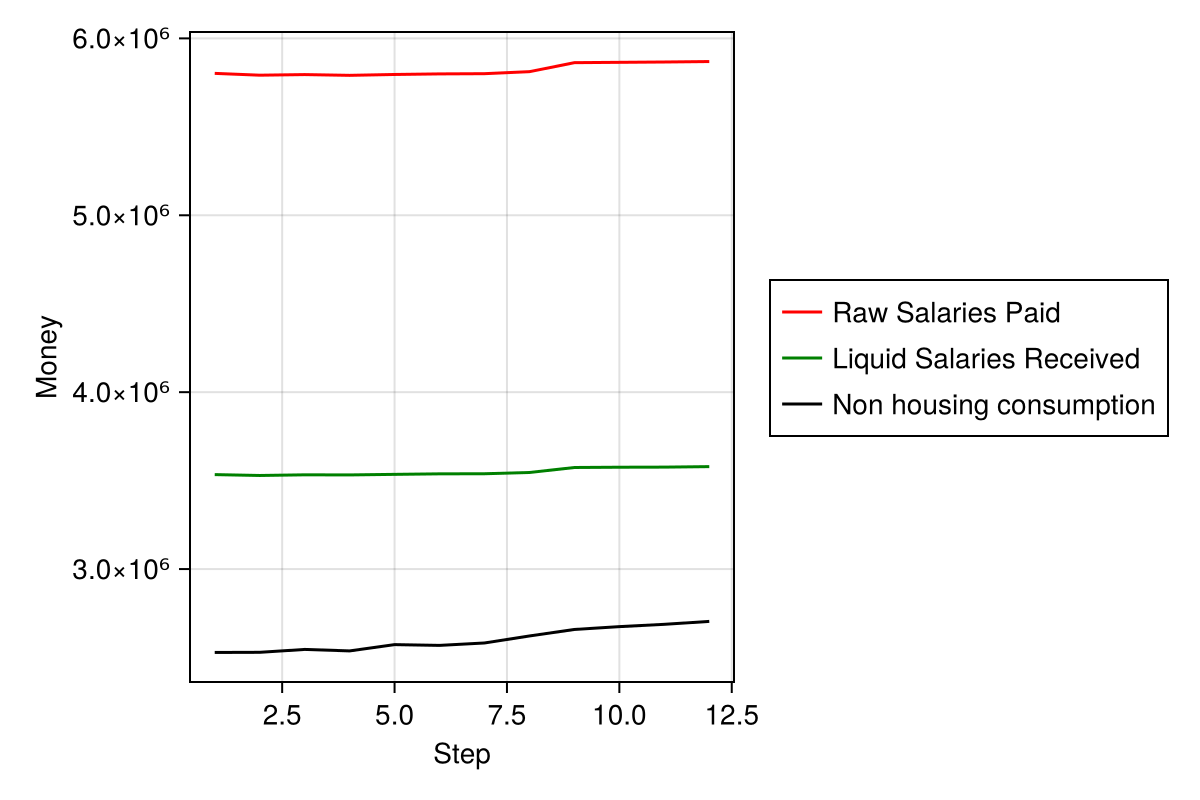 6.0×10⁶
5.0×10⁶
4.0×10⁶
3.0×10⁶
Money
2.5 5.0 7.5 10.0 12.5
Step
Raw Salaries Paid
Liquid Salaries Received
Non housing consumption